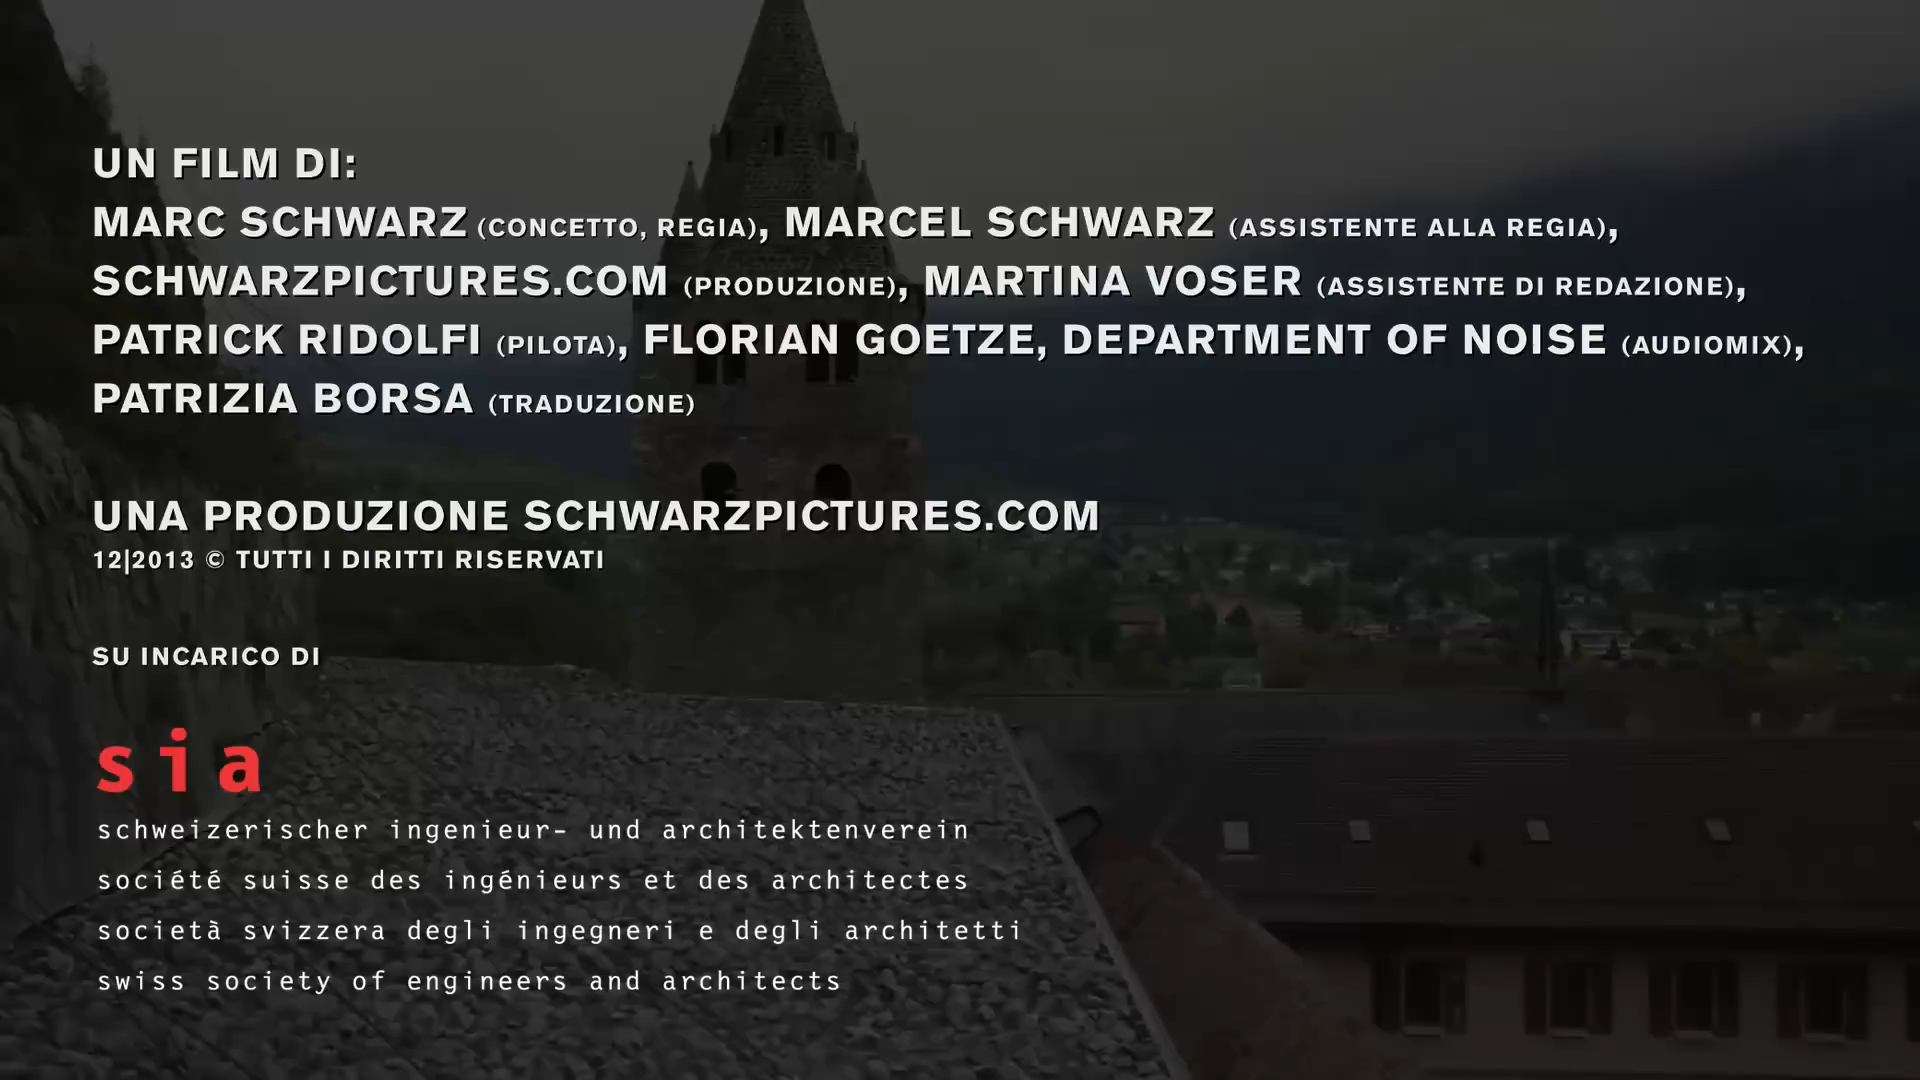 UN FILM DI:
MARC SCHWARZ (CONCETTO, REGIA), MARCEL SCHWARZ (ASSISTENTE ALLA REGIA),
SCHWARZPICTURES.COM (PRODUZIONE), MARTINA VOSER (ASSISTENTE DI REDAZIONE),
PATRICK RIDOLFI (PILOTA), FLORIAN GOETZE, DEPARTMENT OF NOISE (AUDIOMIX),
PATRIZIA BORSA (TRADUZIONE)
UNA PRODUZIONE SCHWARZPICTURES.COM
12|2013 © TUTTI I DIRITTI RISERVATI
SU INCARICO DI
sia
schweizerischer ingenieur- und architektenverein
société suisse des ingénieurs et des architectes
società svizzera degli ingegneri e degli architetti
swiss society of engineers and architects